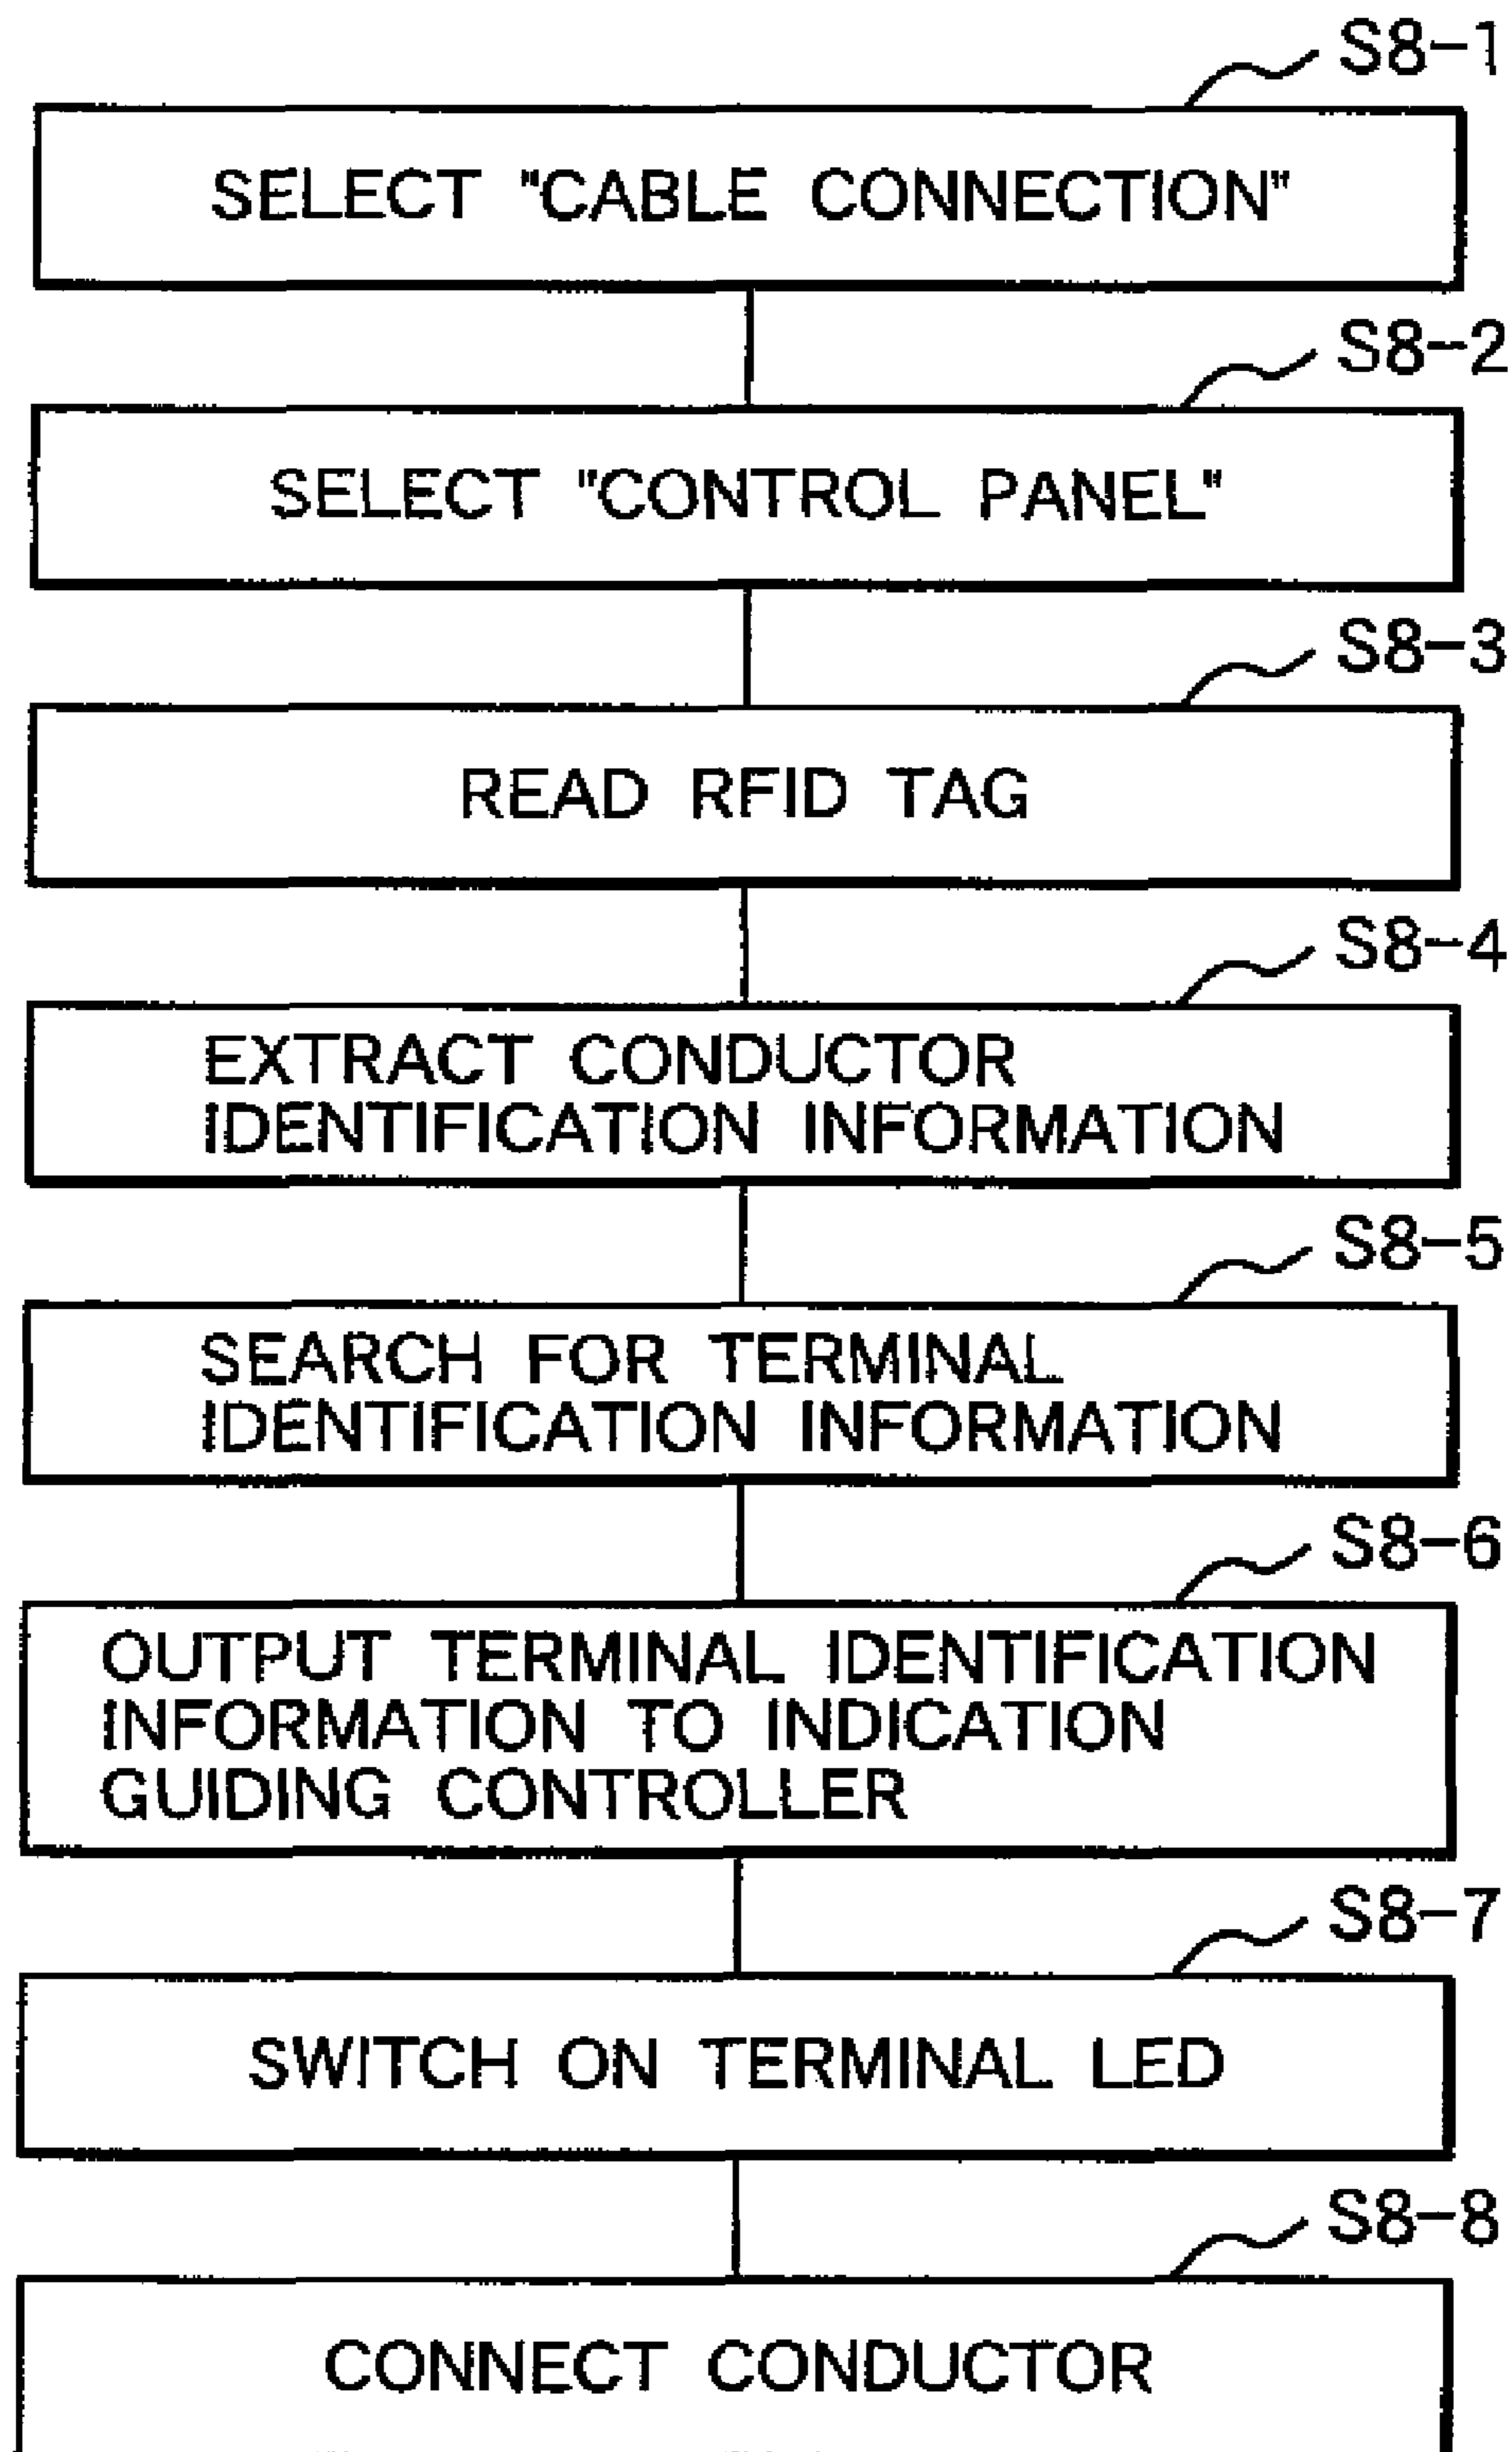 S8-1
SELECT "CABLE CONNECTION"
S8-2
SELECT "CONTROL PANEL"
S8-3
READ RFID TAG
S8-4
EXTRACT CONDUCTOR
IDENTIFICATION INFORMATION
S8-5
SEARCH FOR TERMINAL
IDENTIFICATION INFORMATION
S8-6
OUTPUT TERMINAL IDENTIFICATION
INFORMATION TO INDICATION
GUIDING CONTROLLER
S8-7
SWITCH ON TERMINAL LED
S8-8
CONNECT CONDUCTOR